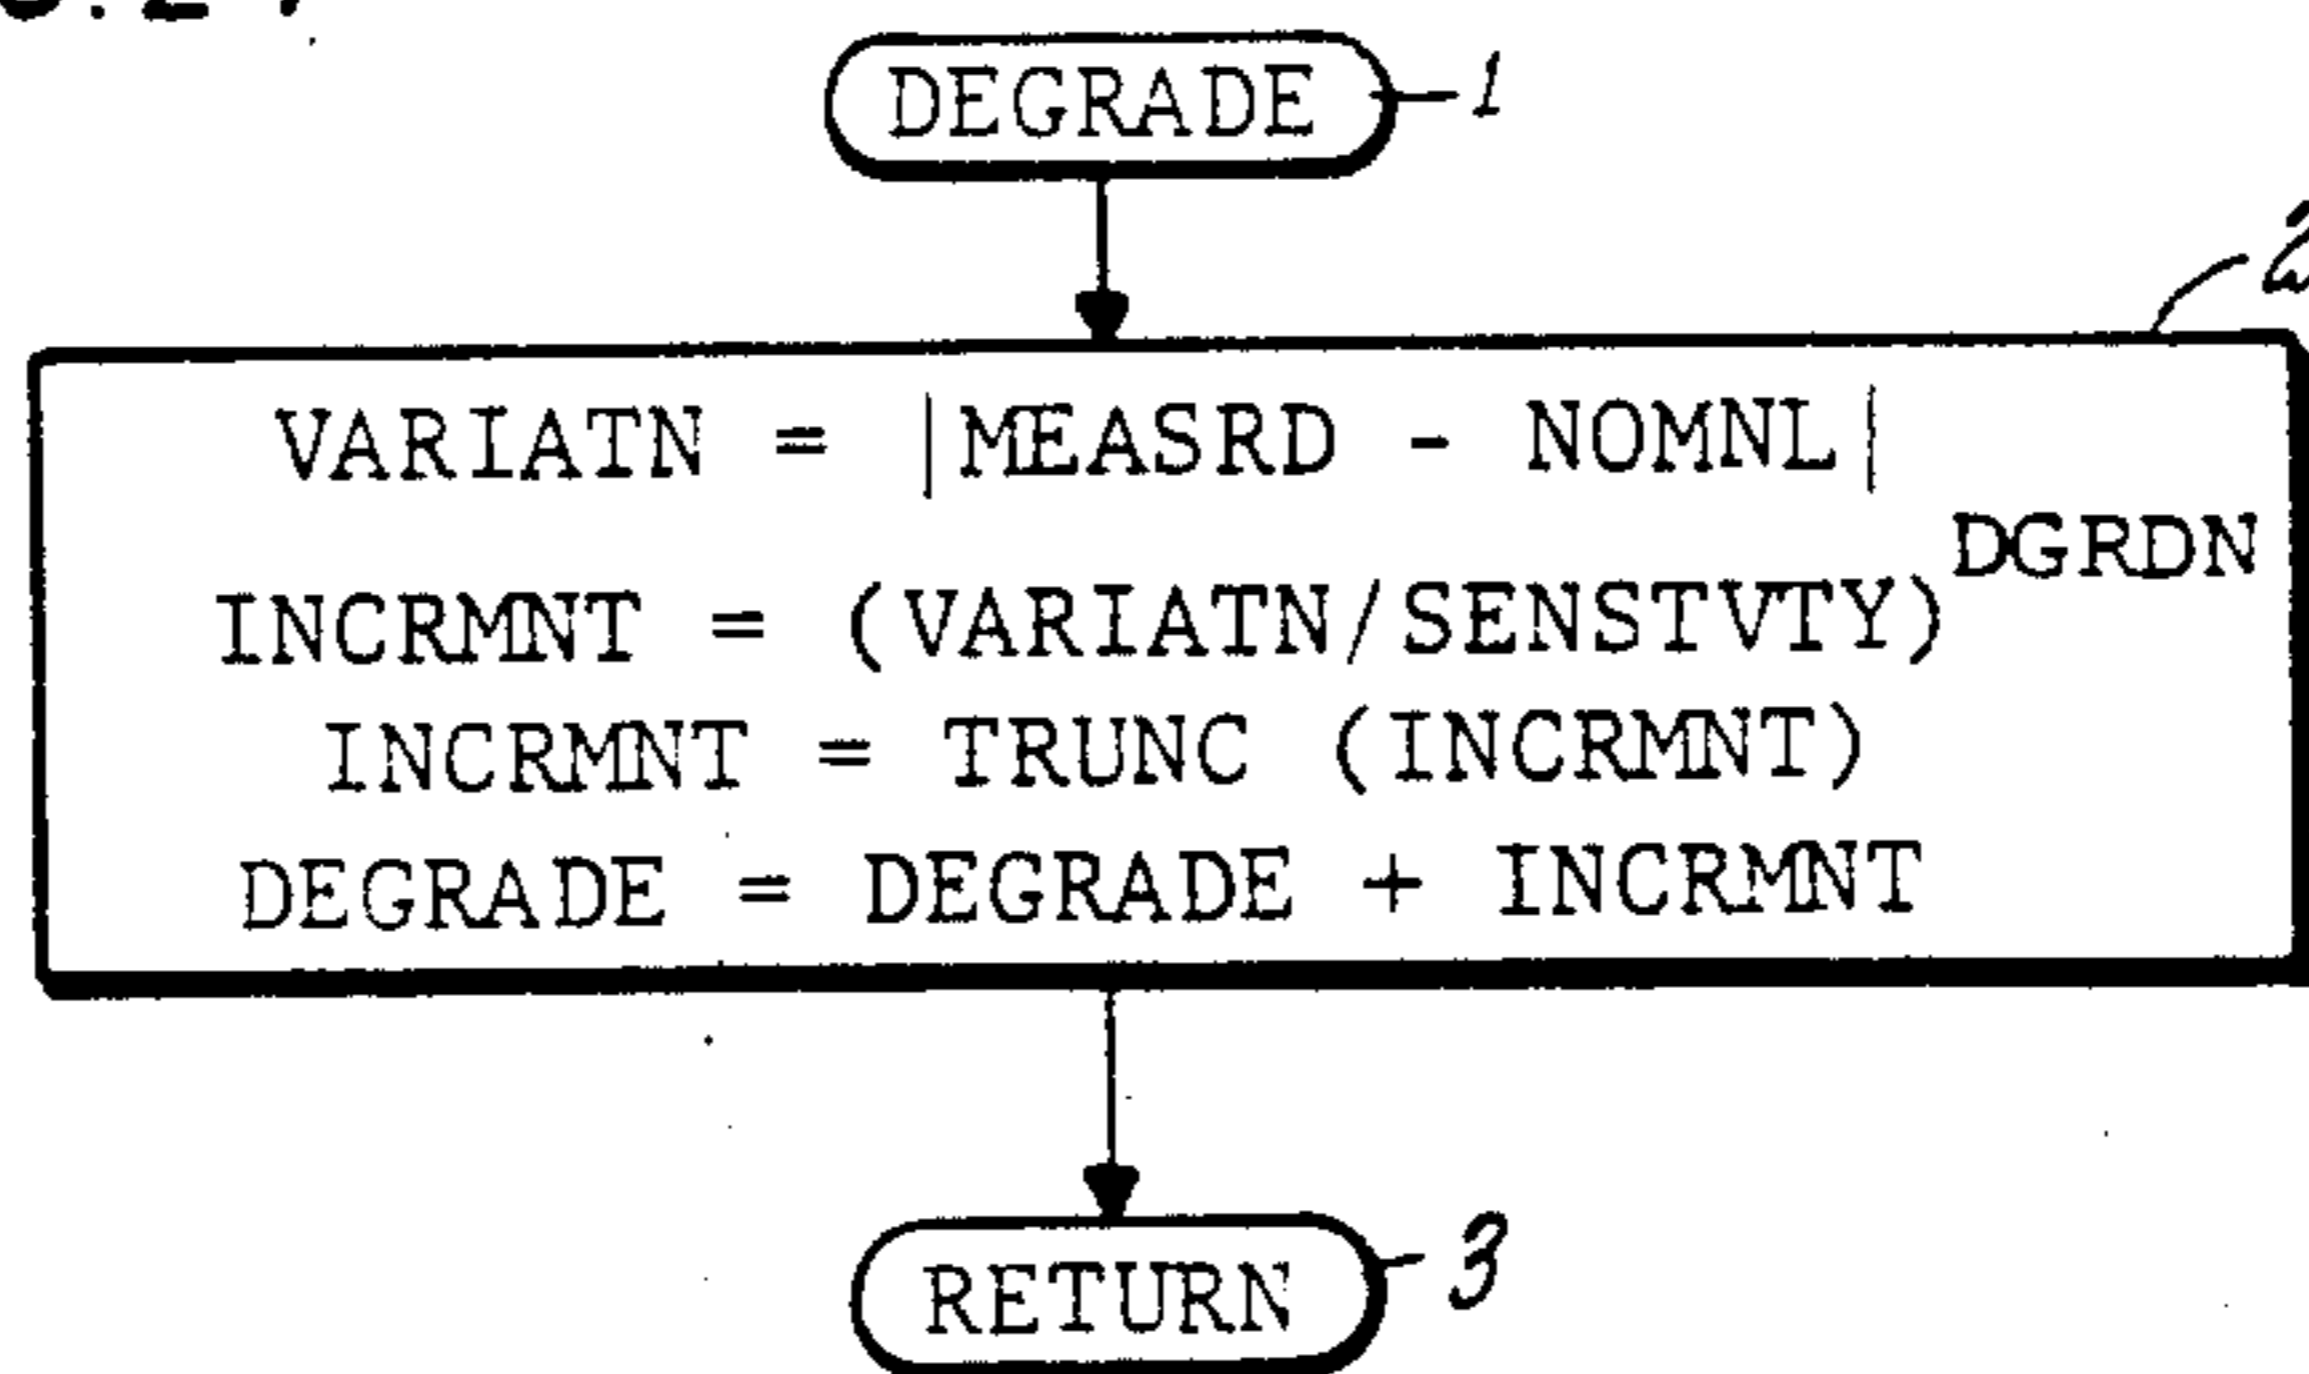 DEGRADE 1
2
VARIATN = |MEASRD - NOMNL|
INCRMNT = (VARIATN/SENSTVTY)^DGRDN
INCRMNT = TRUNC (INCRMNT)
DEGRADE = DEGRADE + INCRMNT
RETURN 3